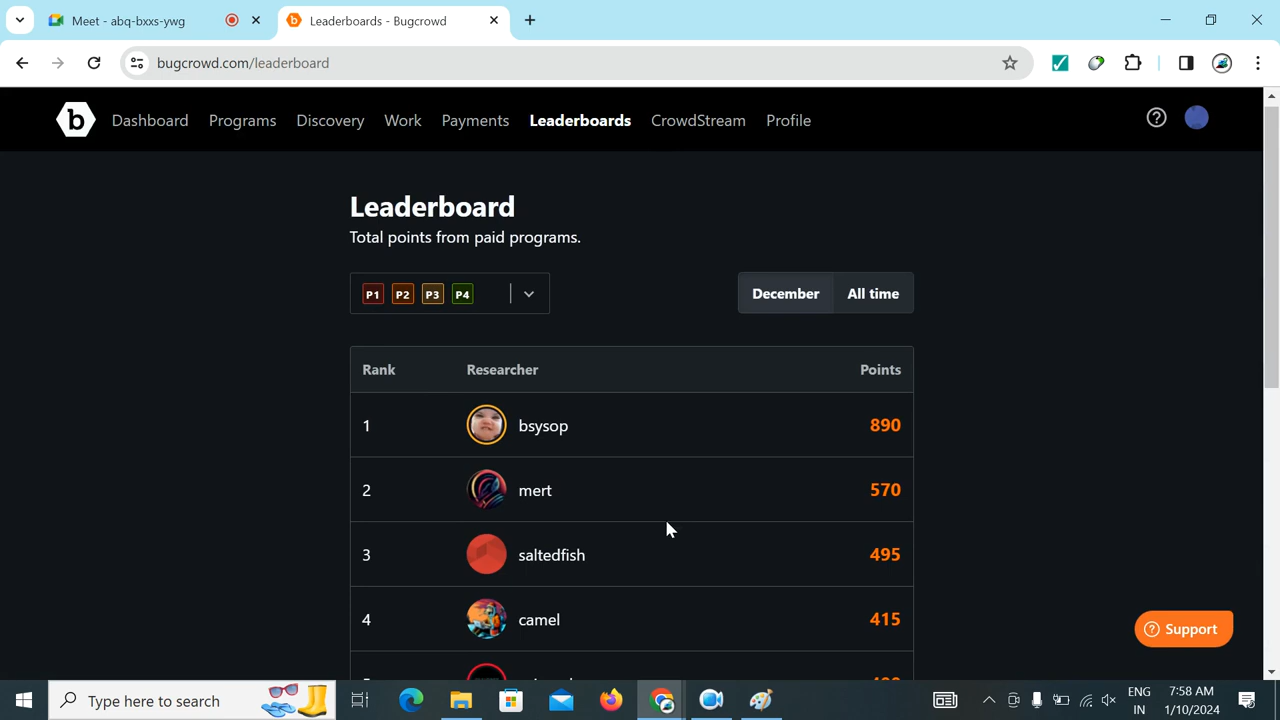 Meet - abq-bxxs-ywg
Leaderboards - Bugcrowd
bugcrowd.com/leaderboard
b
Dashboard
Programs
Discovery
Work
Payments
Leaderboards
CrowdStream
Profile
Leaderboard
Total points from paid programs.
P1 P2 P3 P4
December
All time
Rank Researcher Points
1 bsysop 890
2 mert 570
3 saltedfish 495
4 camel 415
Support
Type here to search
ENG
IN
7:58 AM
1/10/2024